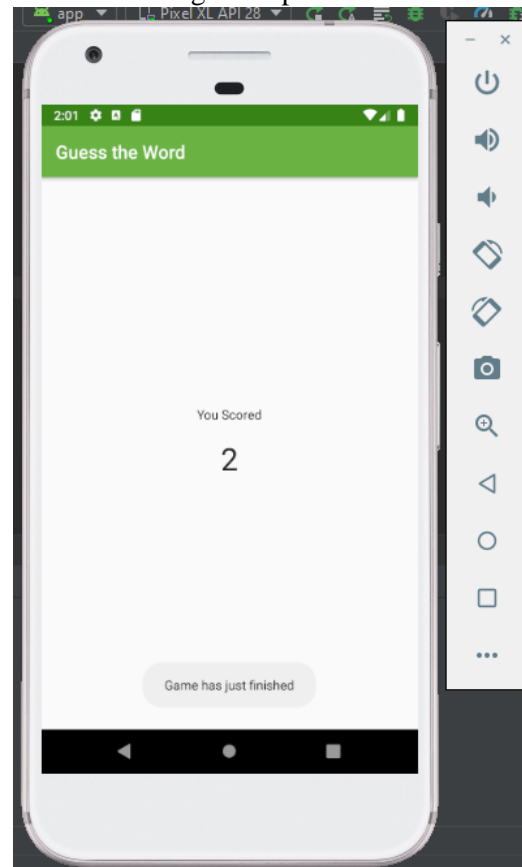 app Pixel XL API 28
2:01
Guess the Word
You Scored
2
Game has just finished